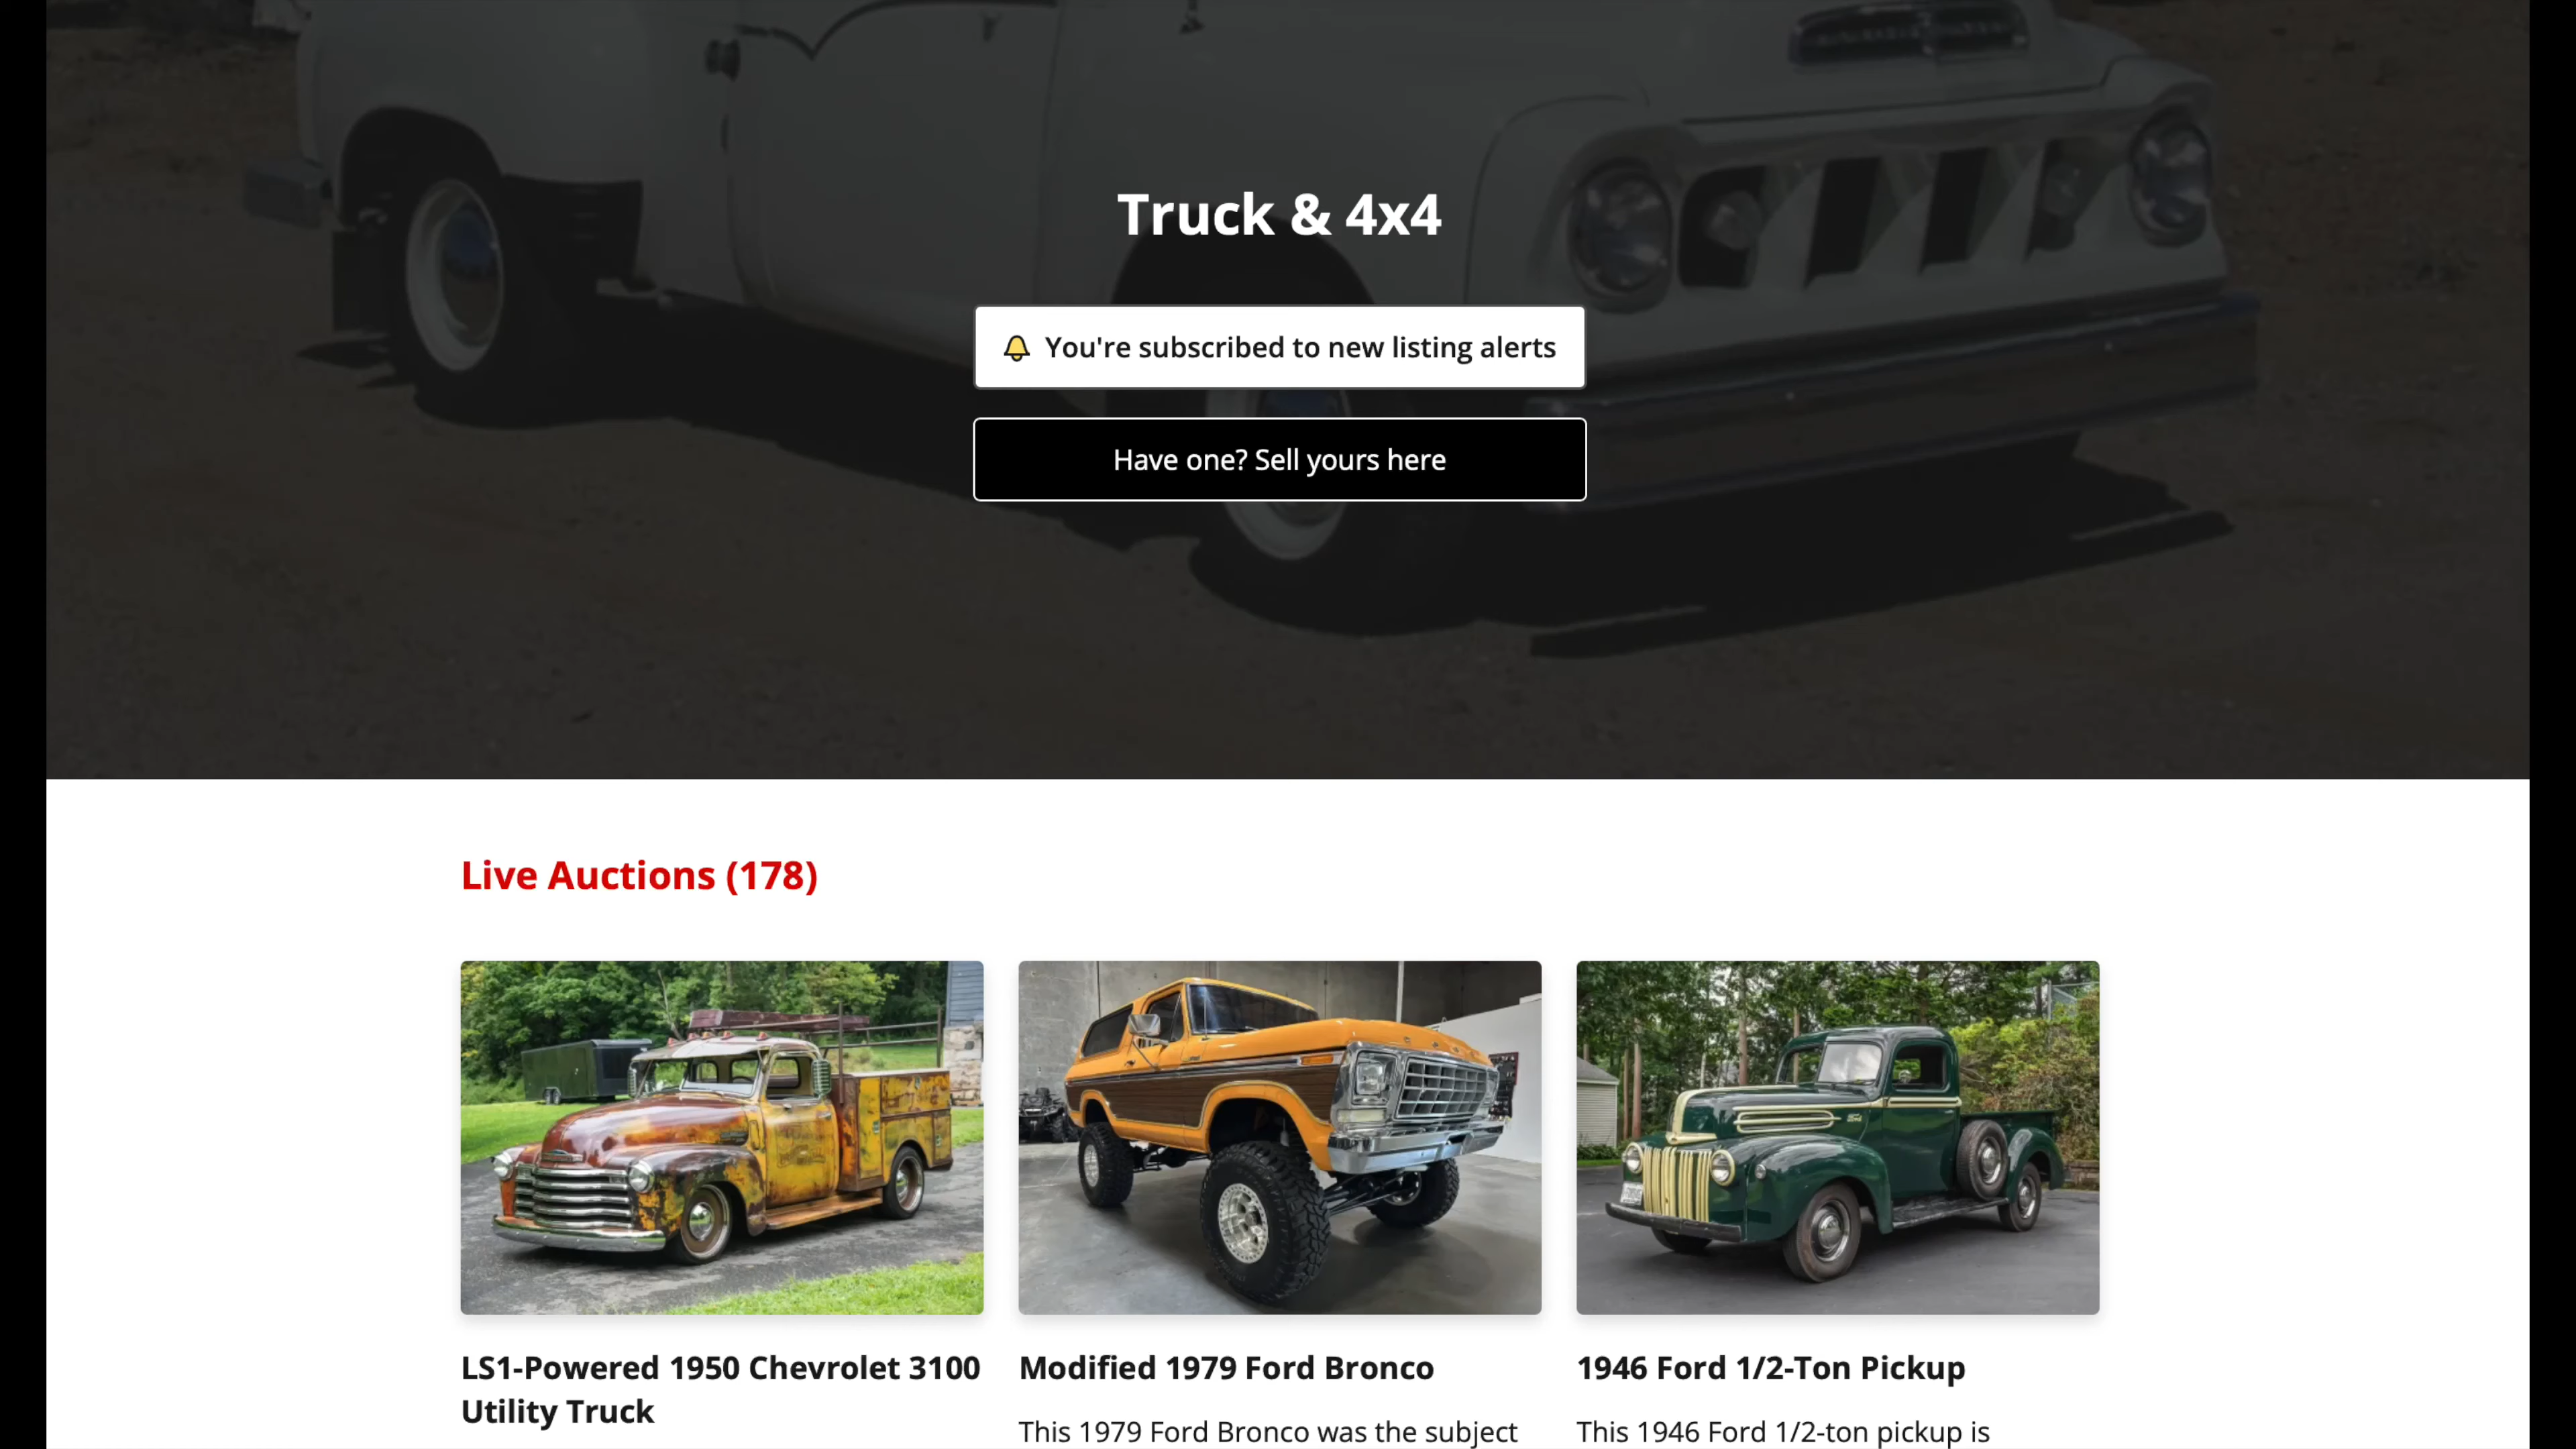 Truck & 4x4
You're subscribed to new listing alerts
Have one? Sell yours here
Live Auctions (178)
LS1-Powered 1950 Chevrolet 3100
Utility Truck
Modified 1979 Ford Bronco
This 1979 Ford Bronco was the subject
1946 Ford 1/2-Ton Pickup
This 1946 Ford 1/2-ton pickup is